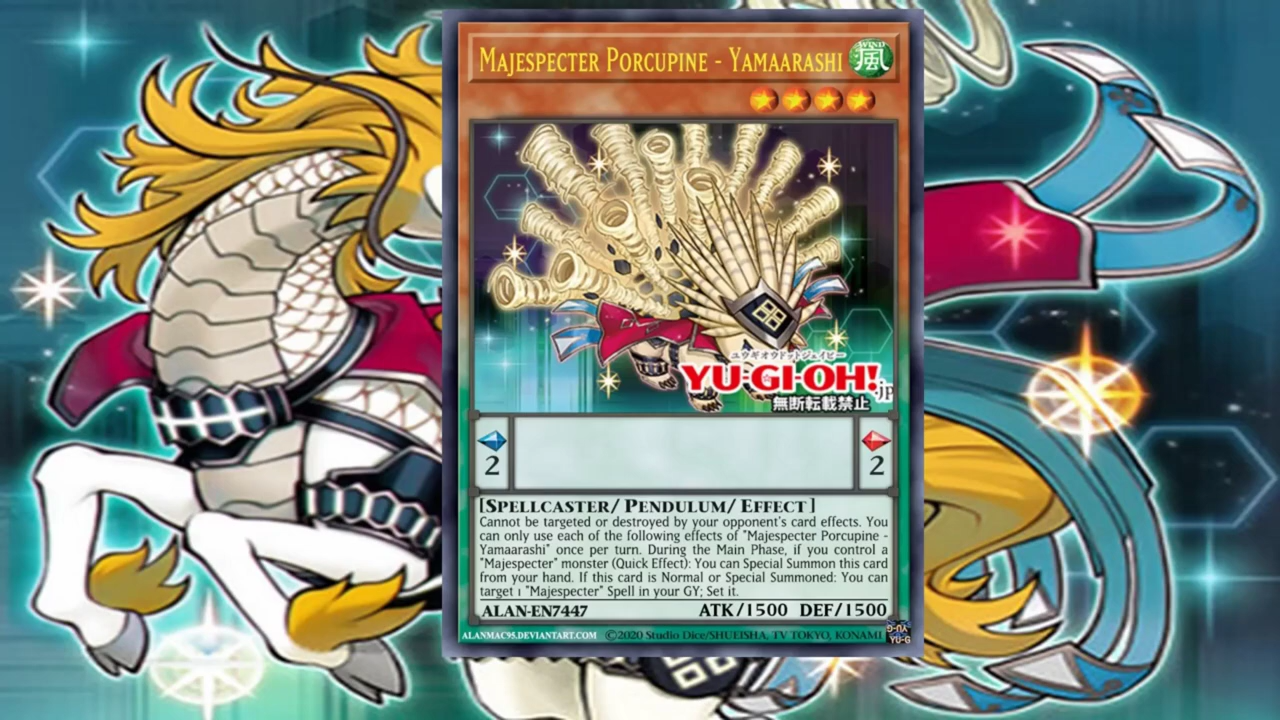 MAJESPECTER PORCUPINE - YAMAARASHI
WIND
風
ユウギオウドットジェイピー
YU-GI-OH!.jp
無断転載禁止
2
2
[SPELLCASTER/ PENDULUM/ EFFECT]
Cannot be targeted or destroyed by your opponent's card effects. You
can only use each of the following effects of "Majespecter Porcupine -
Yamaarashi" once per turn. During the Main Phase, if you control a
"Majespecter" monster (Quick Effect): You can Special Summon this card
from your hand. If this card is Normal or Special Summoned: You can
target 1 "Majespecter" Spell in your GY; Set it.
ALAN-EN7447 ATK/1500 DEF/1500
ALANMAC95.DEVIANTART.COM ©2020 Studio Dice/SHUEISHA, TV TOKYO, KONAMI